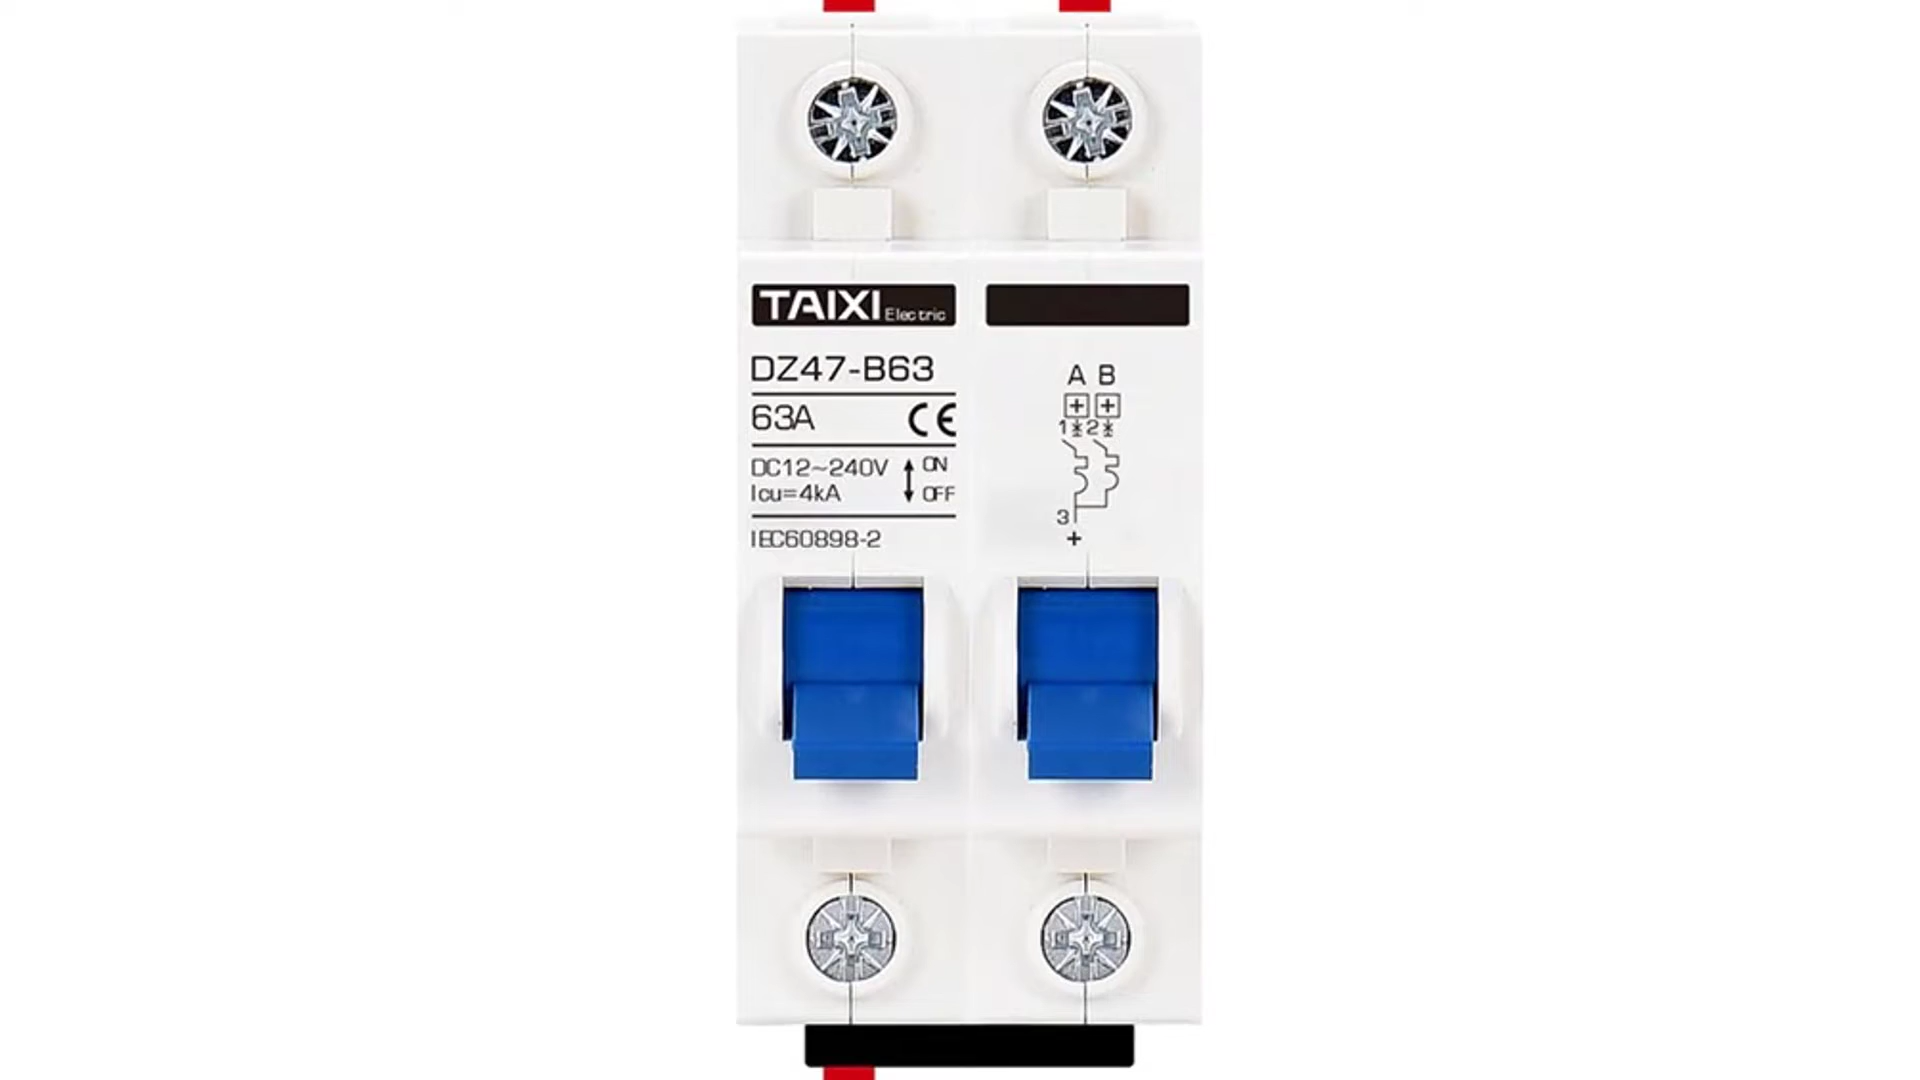 TAIXI Electric
DZ47-B63
63A CE
DC12~240V ON
Icu=4kA OFF
IEC60898-2
A B
+ +
1 2
3
+